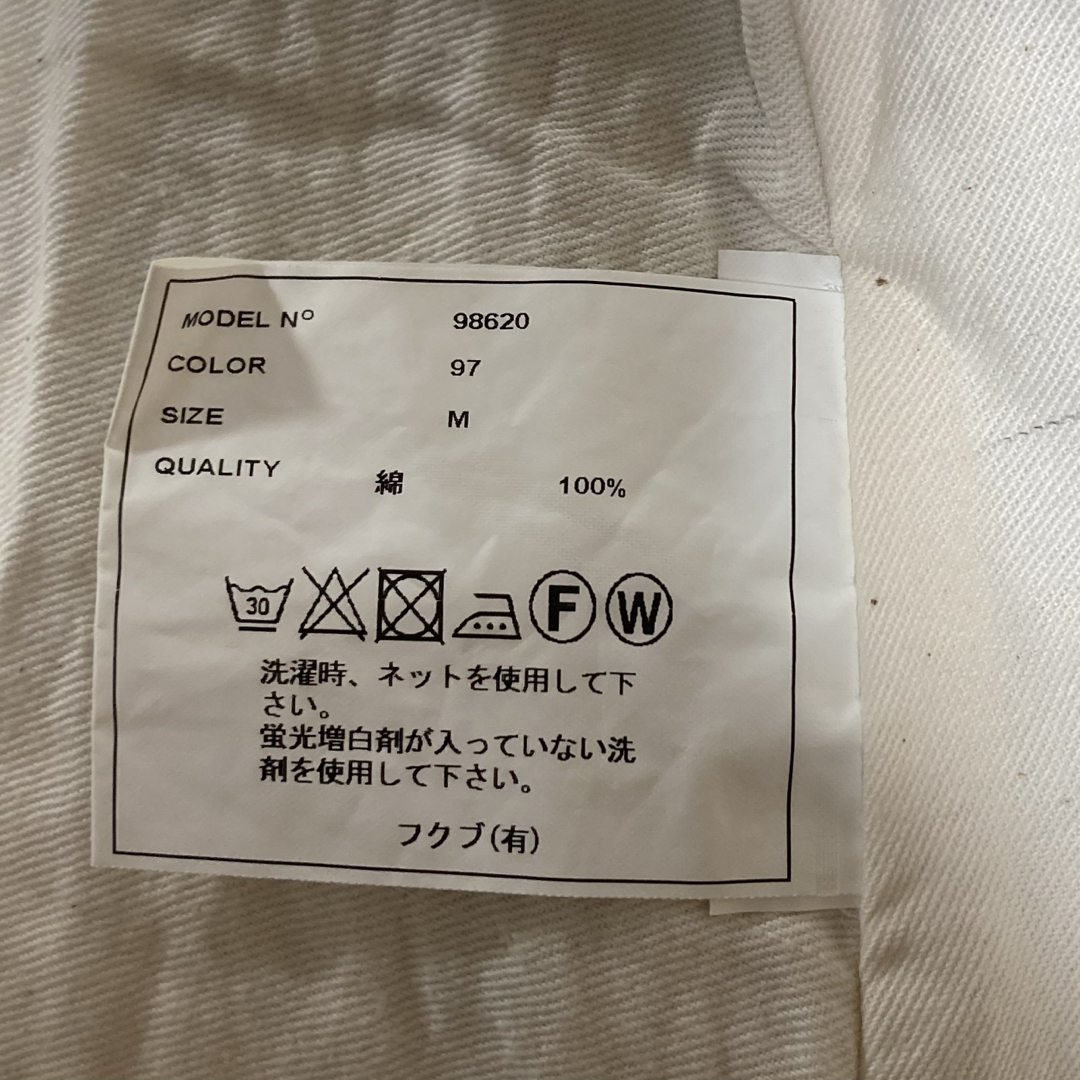 MODEL Nº 98620
COLOR 97
SIZE M
QUALITY 綿 100%
30 F W
洗濯時、ネットを使用して下
さい。
蛍光増白剤が入っていない洗
剤を使用して下さい。
フクブ(有)